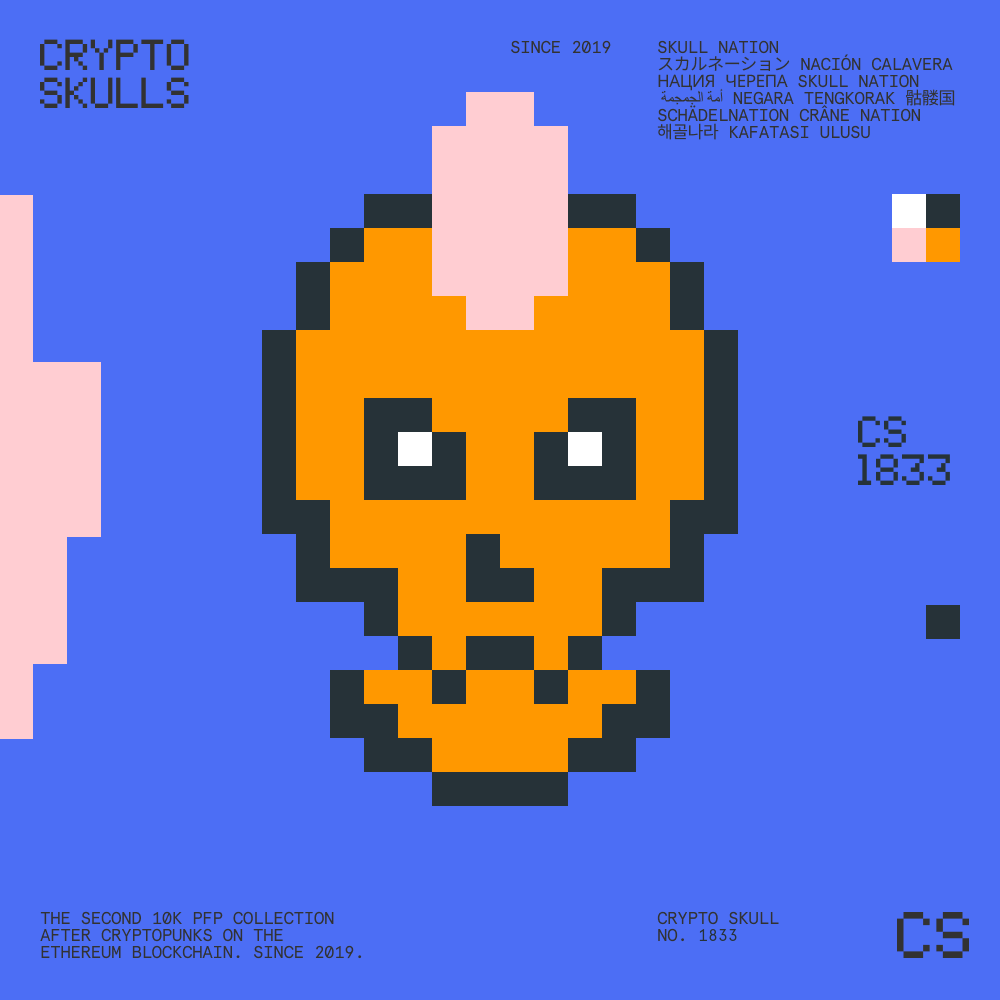 CRYPTO
SKULLS
SINCE 2019
SKULL NATION
スカルネーション NACIÓN CALAVERA
НАЦИЯ ЧЕРЕПА SKULL NATION
أمة الجمجمة NEGARA TENGKORAK 骷髅国
SCHÄDELNATION CRÂNE NATION
해골나라 KAFATASI ULUSU
CS
1833
THE SECOND 10K PFP COLLECTION
AFTER CRYPTOPUNKS ON THE
ETHEREUM BLOCKCHAIN. SINCE 2019.
CRYPTO SKULL
NO. 1833
CS